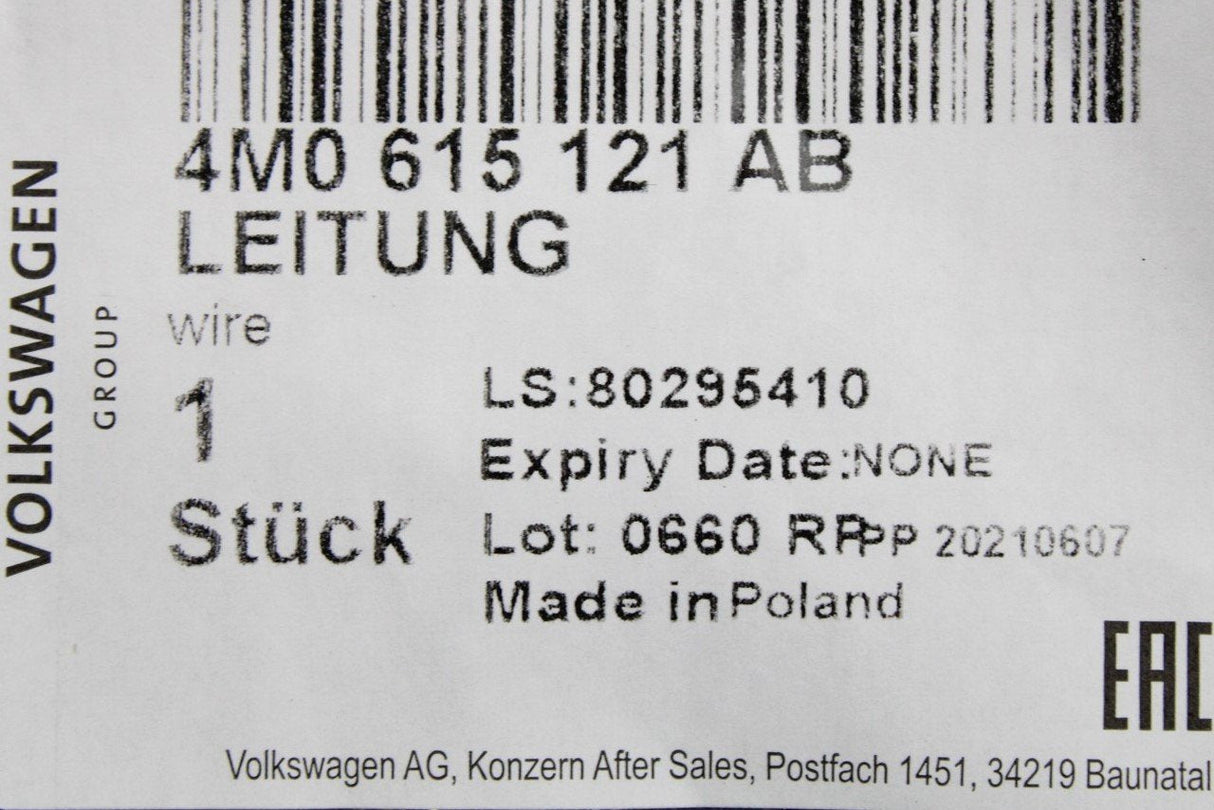 4M0 615 121 AB
LEITUNG
wire
1
Stück
LS:80295410
Expiry Date:NONE
Lot: 0660 RPPP 20210607
Made in Poland
VOLKSWAGEN
GROUP
EAC
Volkswagen AG, Konzern After Sales, Postfach 1451, 34219 Baunatal